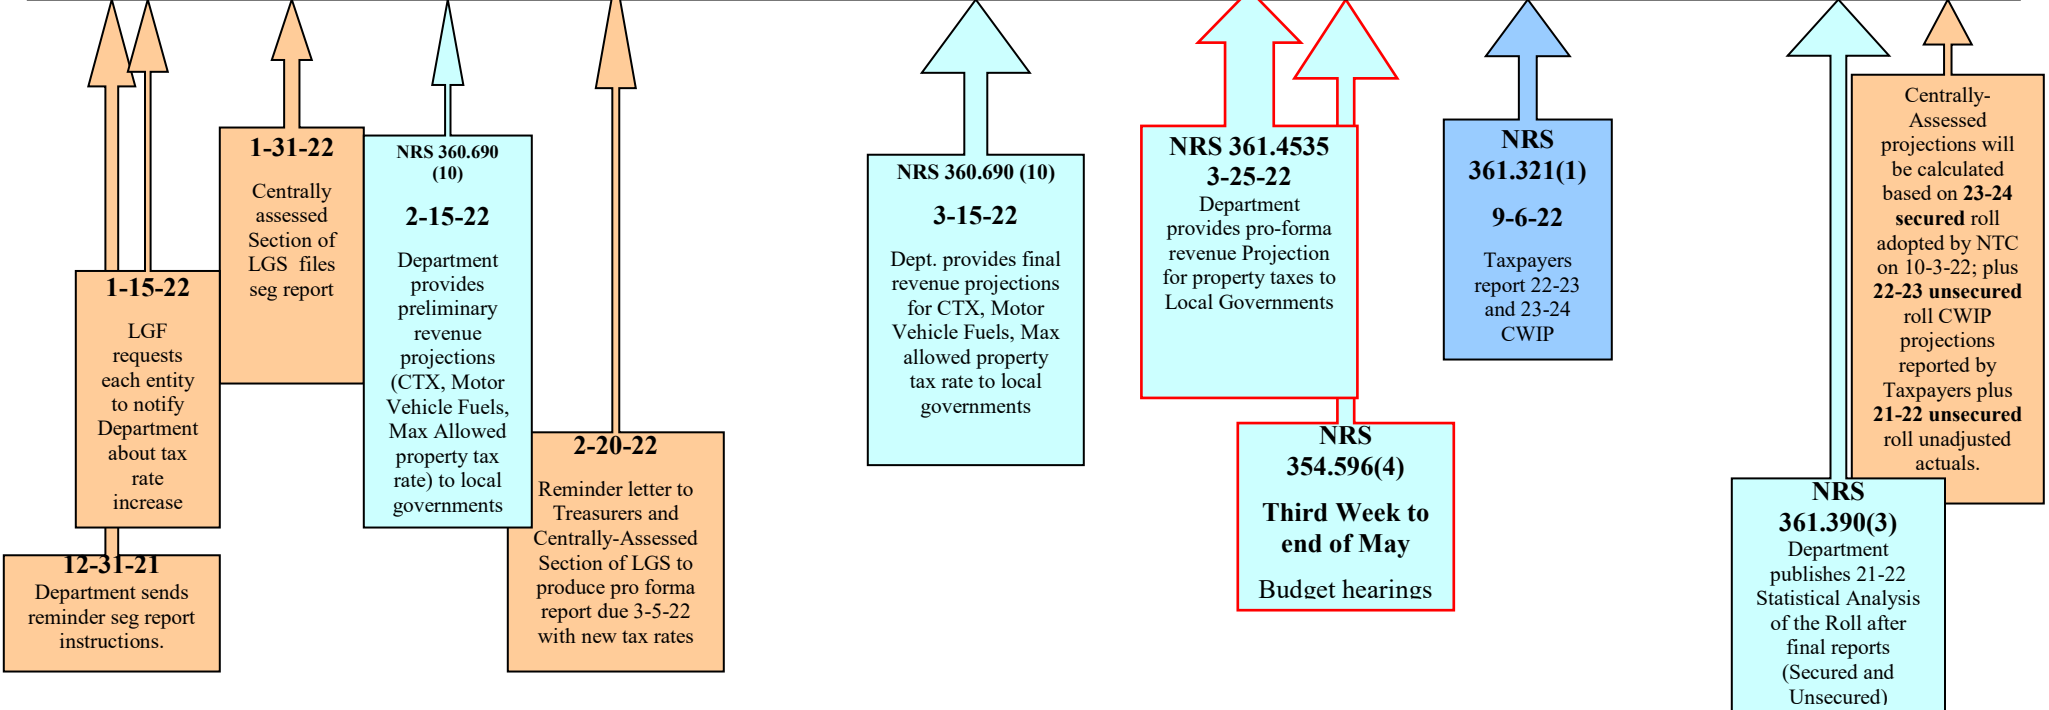 12-31-21
Department sends
reminder seg report
instructions.
1-15-22
LGF
requests
each entity
to notify
Department
about tax
rate
increase
1-31-22
Centrally
assessed
Section of
LGS files
seg report
NRS 360.690
(10)
2-15-22
Department
provides
preliminary
revenue
projections
(CTX, Motor
Vehicle Fuels,
Max Allowed
property tax
rate) to local
governments
2-20-22
Reminder letter to
Treasurers and
Centrally-Assessed
Section of LGS to
produce pro forma
report due 3-5-22
with new tax rates
NRS 360.690 (10)
3-15-22
Dept. provides final
revenue projections
for CTX, Motor
Vehicle Fuels, Max
allowed property
tax rate to local
governments
NRS 361.4535
3-25-22
Department
provides pro-forma
revenue Projection
for property taxes to
Local Governments
NRS
354.596(4)
Third Week to
end of May
Budget hearings
NRS
361.321(1)
9-6-22
Taxpayers
report 22-23
and 23-24
CWIP
NRS
361.390(3)
Department
publishes 21-22
Statistical Analysis
of the Roll after
final reports
(Secured and
Unsecured)
Centrally-
Assessed
projections will
be calculated
based on 23-24
secured roll
adopted by NTC
on 10-3-22; plus
22-23 unsecured
roll CWIP
projections
reported by
Taxpayers plus
21-22 unsecured
roll unadjusted
actuals.